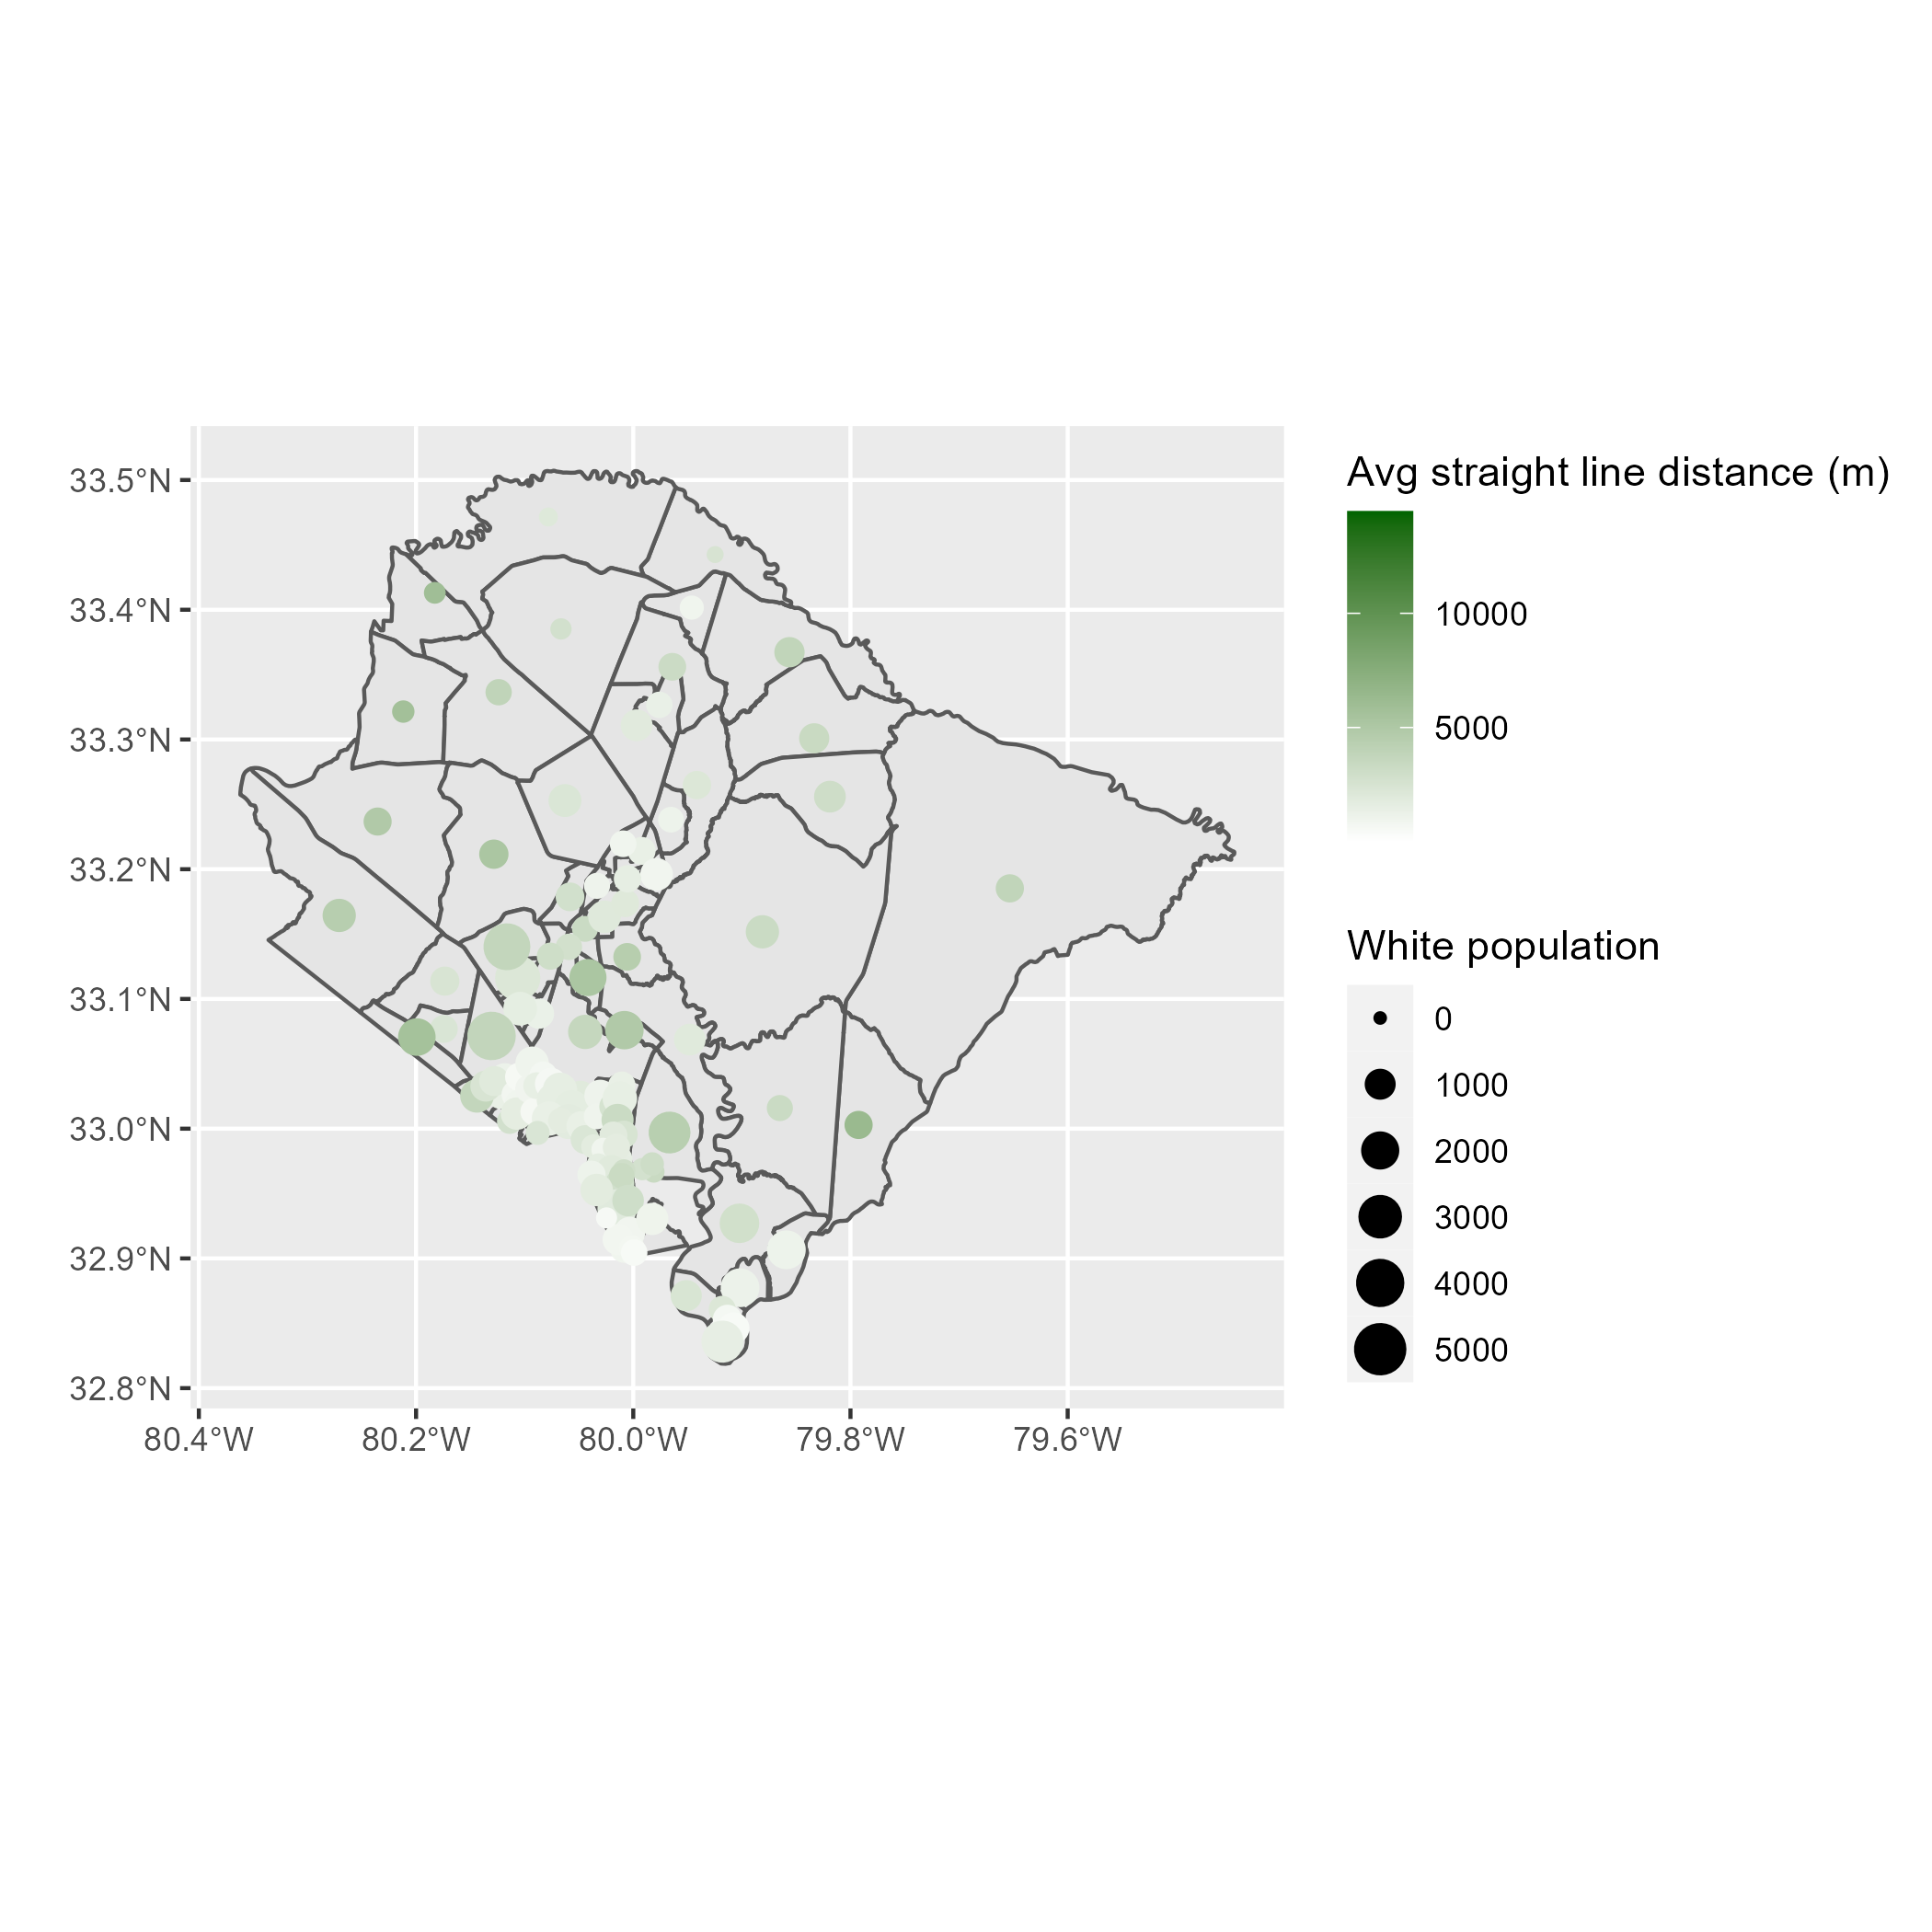 33.5°N
33.4°N
33.3°N
33.2°N
33.1°N
33.0°N
32.9°N
32.8°N
80.4°W 80.2°W 80.0°W 79.8°W 79.6°W
Avg straight line distance (m)
10000
5000
White population
0
1000
2000
3000
4000
5000